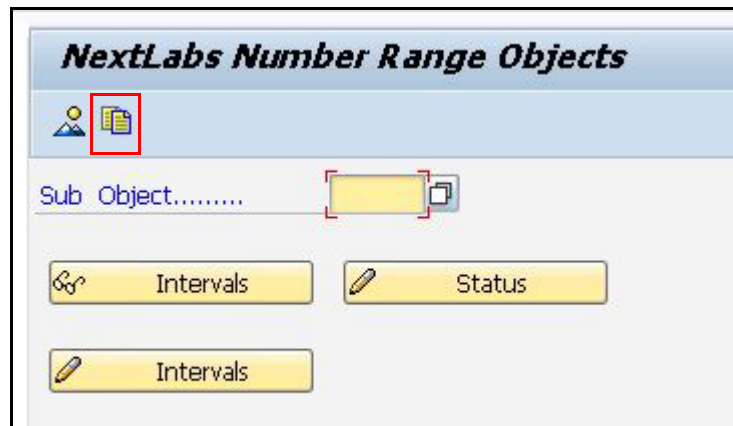 NextLabs Number Range Objects
Sub Object.........
Intervals
Status
Intervals